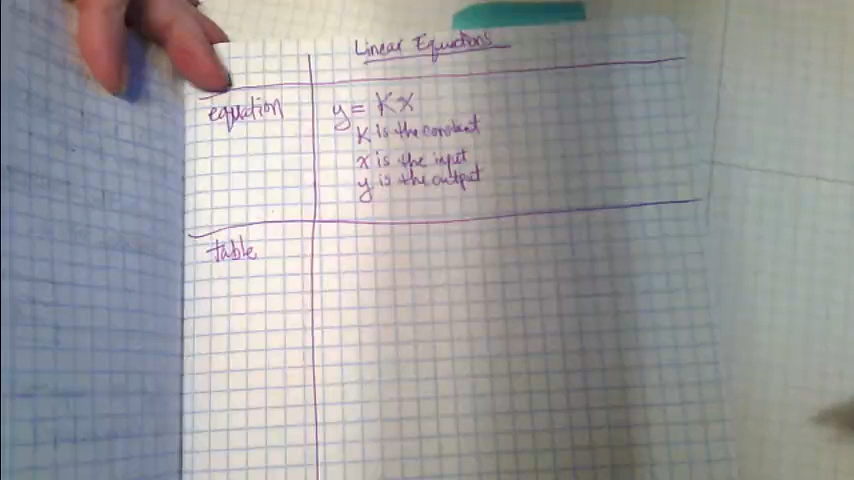 Linear Equations
equation
y = Kx
K is the constant
x is the input
y is the output
table